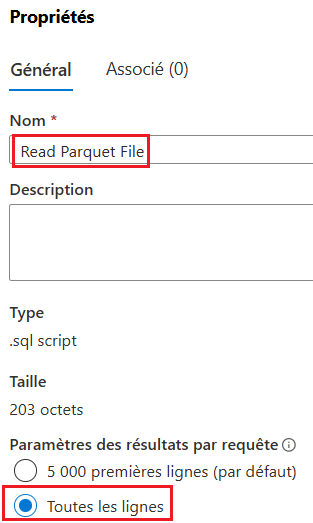 Propriétés
Général Associé (0)
Nom *
Read Parquet File
Description
Type
.sql script
Taille
203 octets
Paramètres des résultats par requête
5 000 premières lignes (par défaut)
Toutes les lignes